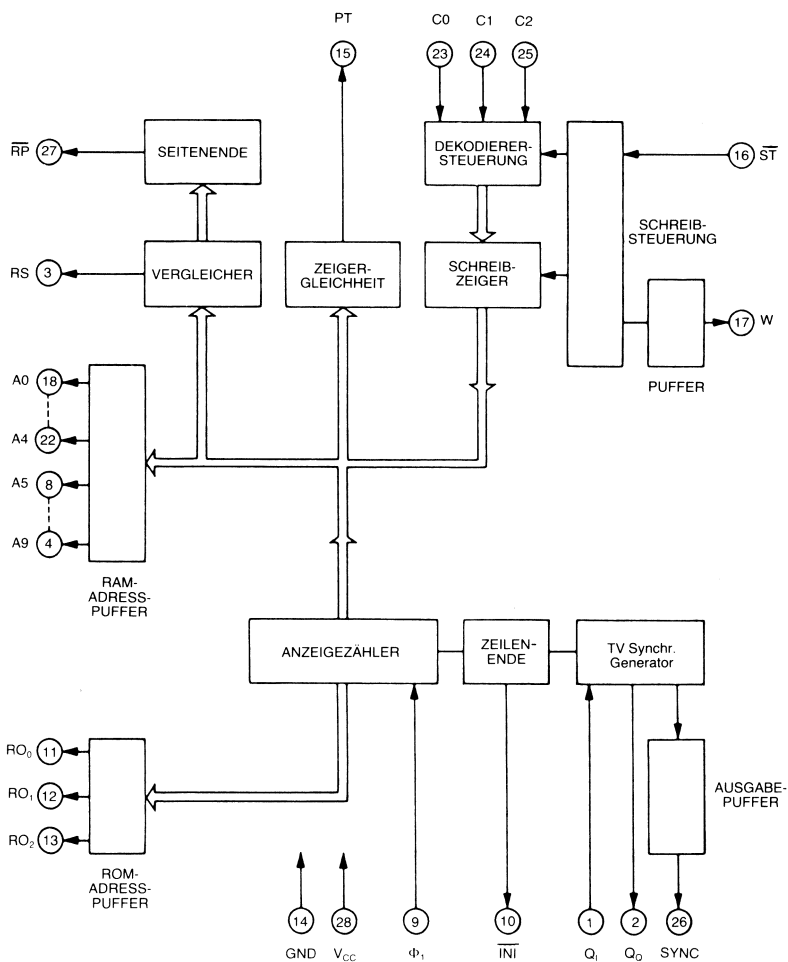 PT
C0 C1 C2
15
23 24 25
RP 27
SEITENENDE
DEKODIERER-
STEUERUNG
16 ST
SCHREIB-
STEUERUNG
RS 3
VERGLEICHER
ZEIGER-
GLEICHHEIT
SCHREIB-
ZEIGER
17 W
PUFFER
A0 18
A4 22
A5 8
A9 4
RAM-
ADRESS-
PUFFER
ANZEIGEZÄHLER
ZEILEN-
ENDE
TV Synchr.
Generator
RO₀ 11
RO₁ 12
RO₂ 13
ROM-
ADRESS-
PUFFER
AUSGABE-
PUFFER
14 28 9 10 1 2 26
GND V_CC Φ₁ INI Q_I Q_O SYNC